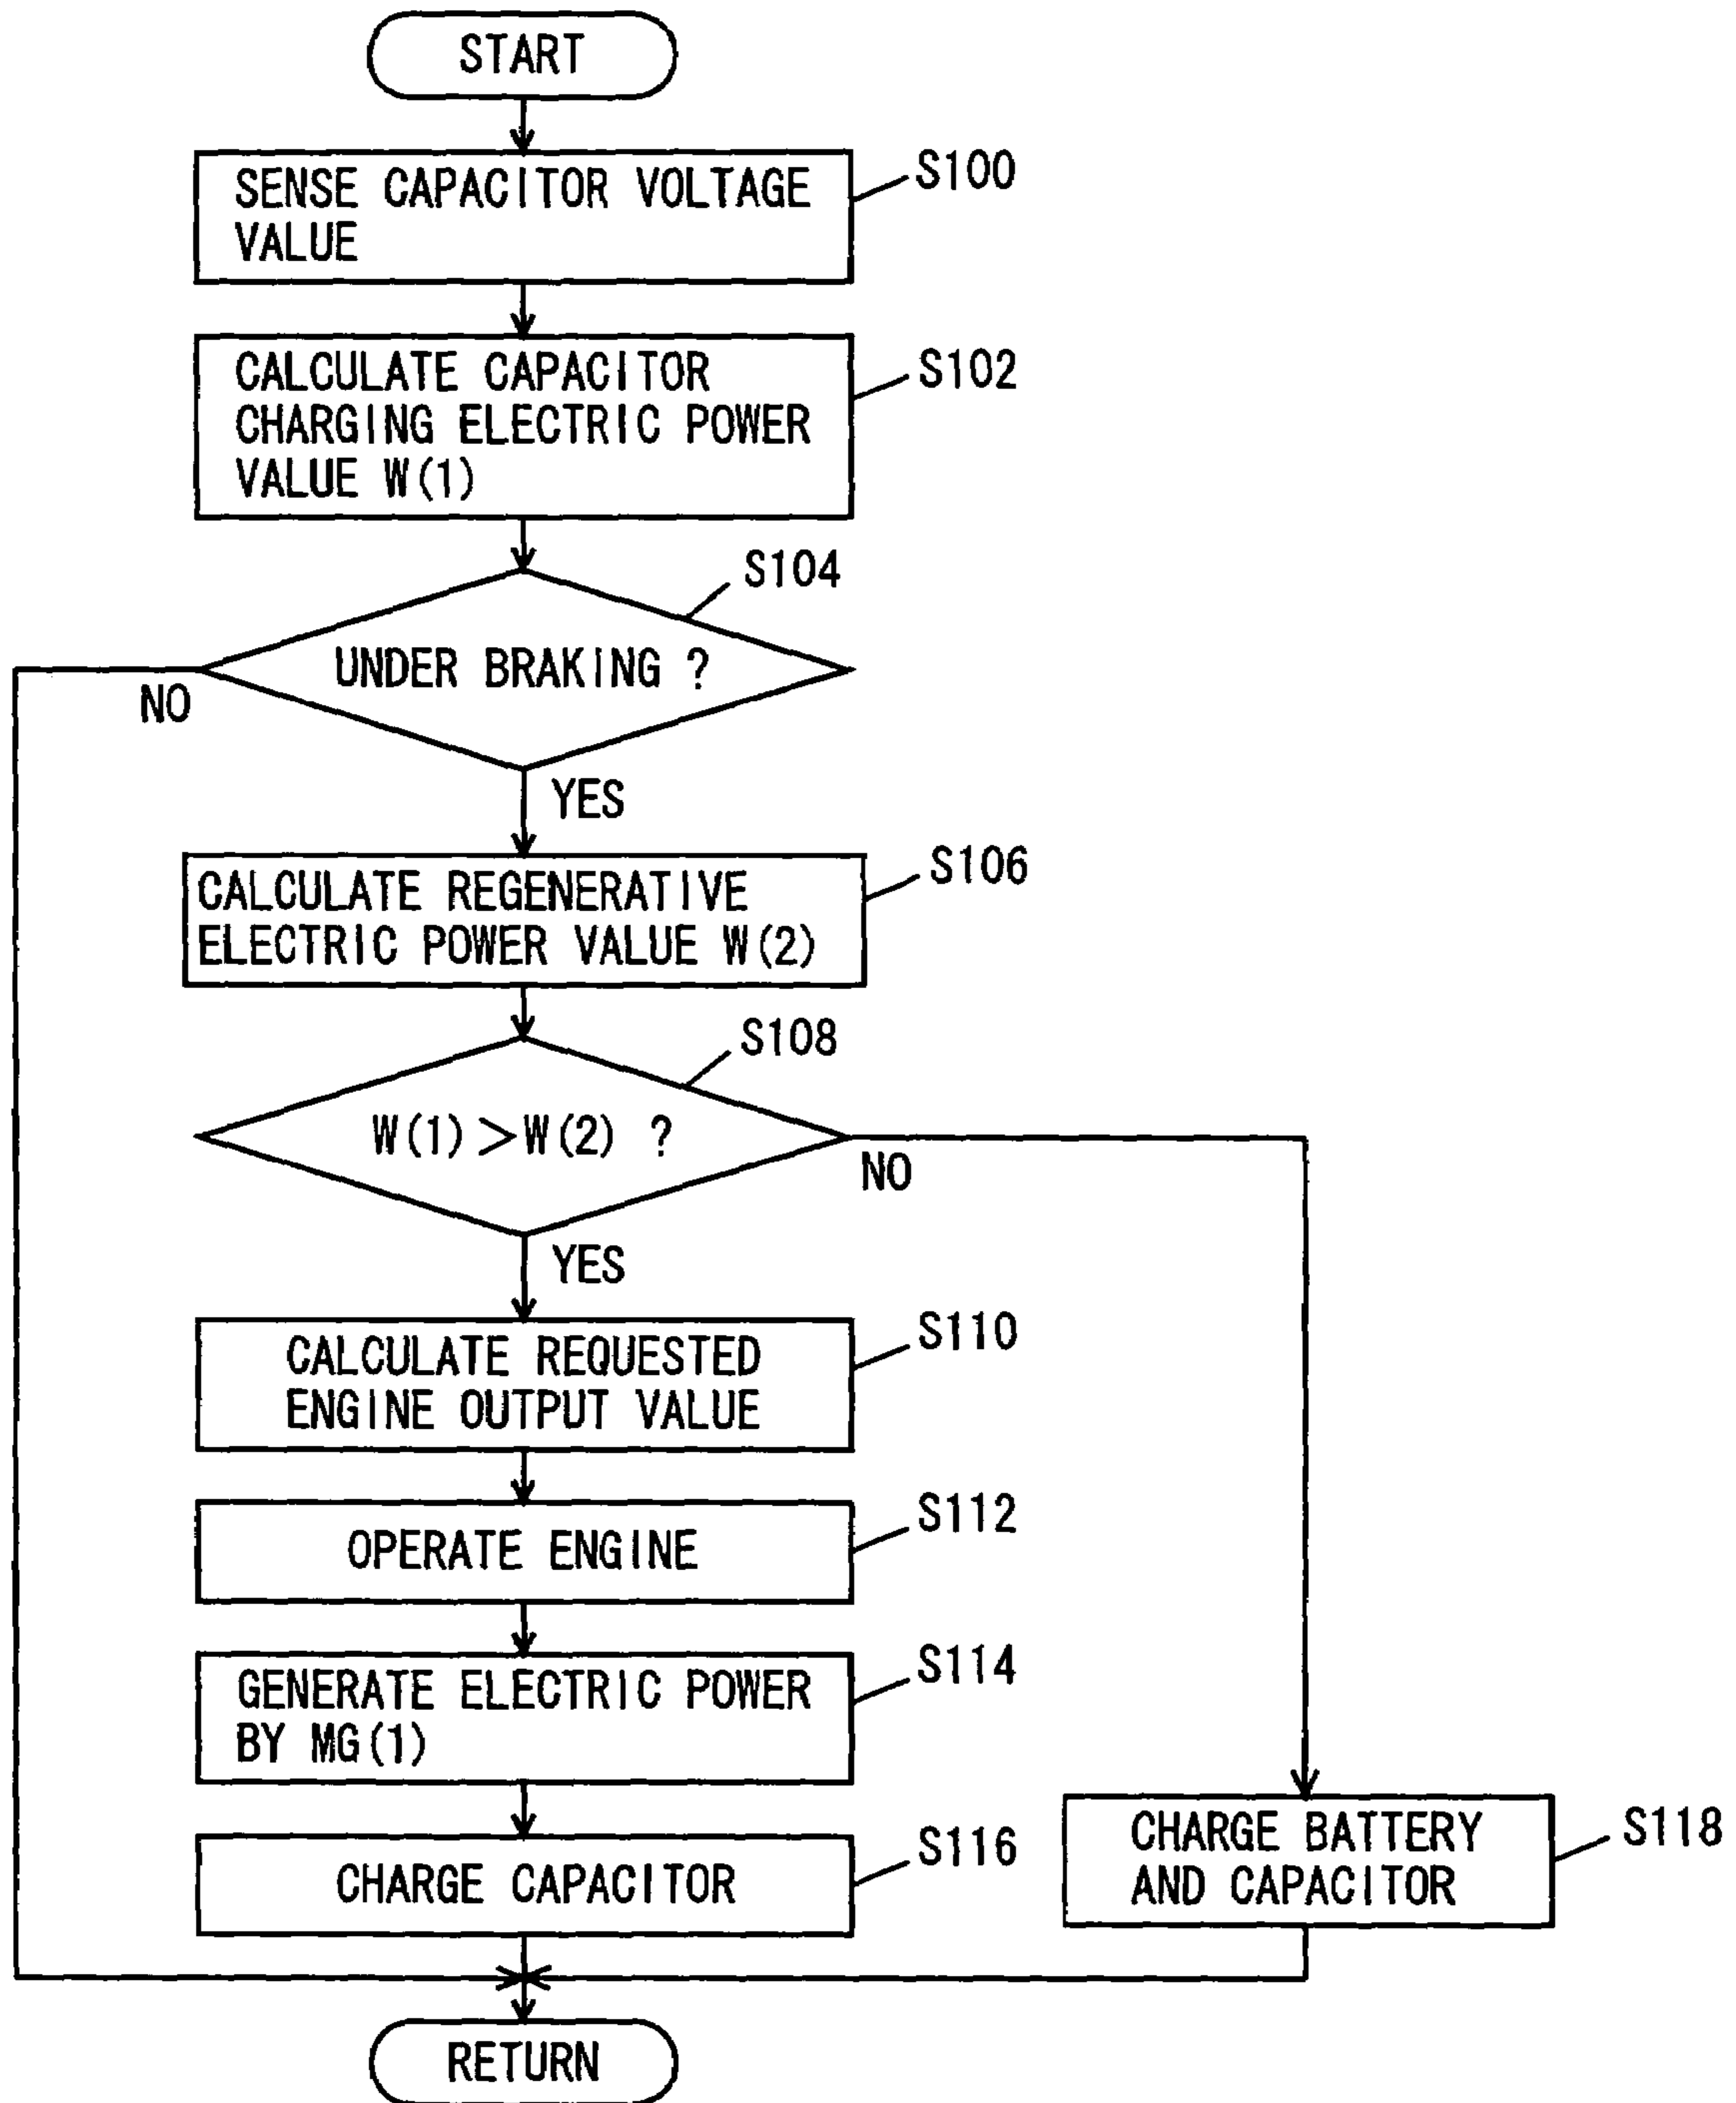 START
SENSE CAPACITOR VOLTAGE
VALUE
S100
CALCULATE CAPACITOR
CHARGING ELECTRIC POWER
VALUE W(1)
S102
S104
UNDER BRAKING ?
NO
YES
CALCULATE REGENERATIVE
ELECTRIC POWER VALUE W(2)
S106
S108
W(1)>W(2) ?
NO
YES
CALCULATE REQUESTED
ENGINE OUTPUT VALUE
S110
OPERATE ENGINE
S112
GENERATE ELECTRIC POWER
BY MG(1)
S114
CHARGE CAPACITOR
S116
CHARGE BATTERY
AND CAPACITOR
S118
RETURN